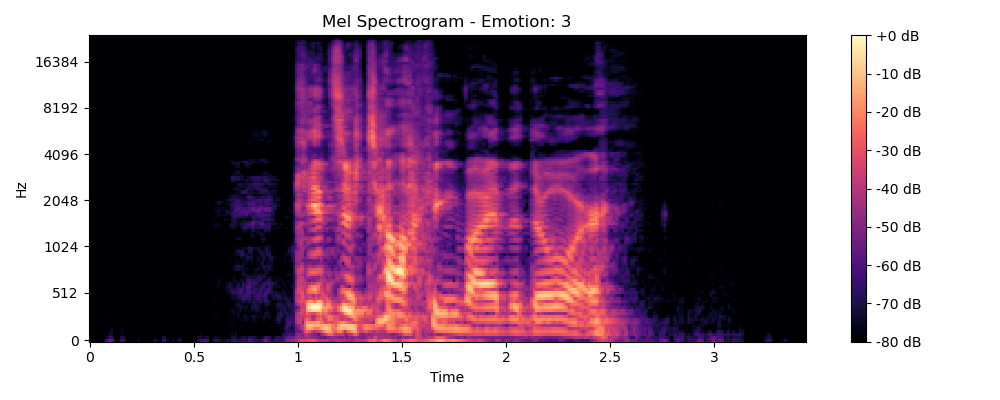 Mel Spectrogram - Emotion: 3
Hz
16384
8192
4096
2048
1024
512
0
0 0.5 1 1.5 2 2.5 3
Time
+0 dB
-10 dB
-20 dB
-30 dB
-40 dB
-50 dB
-60 dB
-70 dB
-80 dB